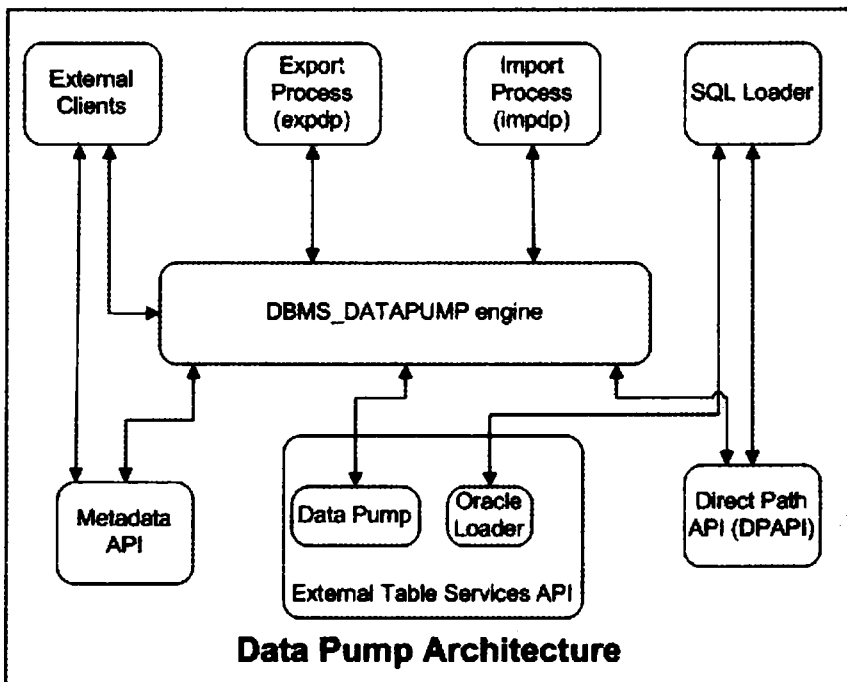 External
Clients
Export
Process
(expdp)
Import
Process
(impdp)
SQL Loader
DBMS_DATAPUMP engine
Metadata
API
Data Pump
Oracle
Loader
External Table Services API
Direct Path
API (DPAPI)
Data Pump Architecture